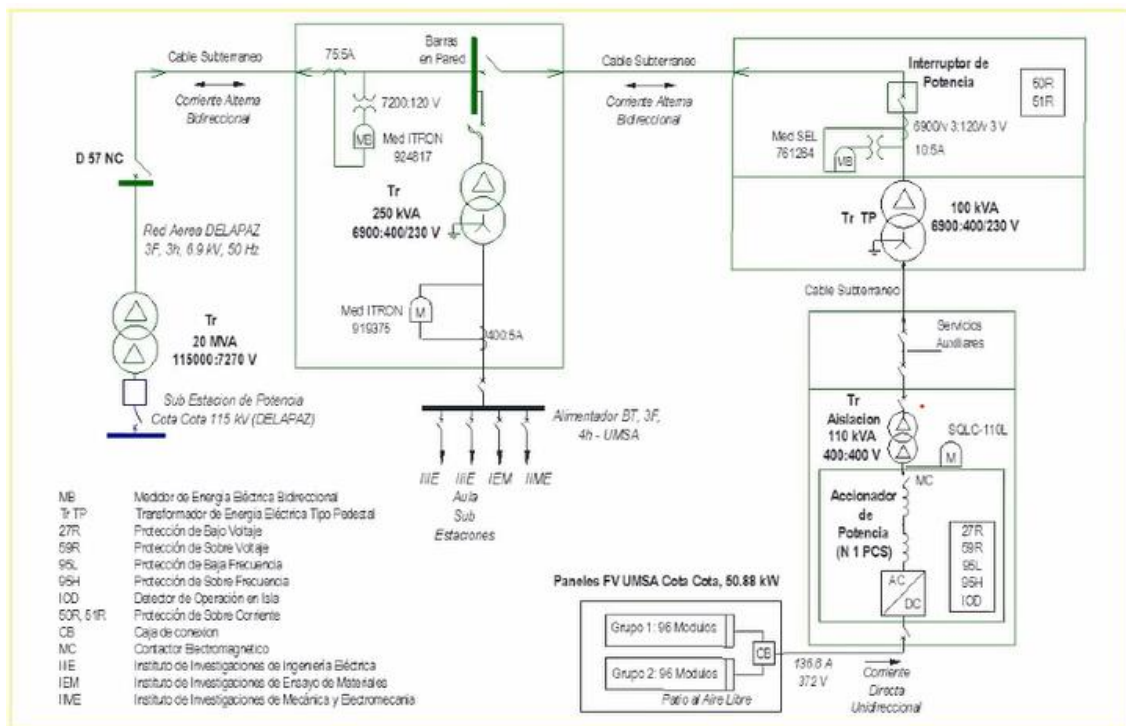 Cable Subterraneo
Corriente Alterna
Bidireccional
75:5A
Barras
en Pared
7200:120 V
MB
Med ITRON
924817
Cable Subterraneo
Corriente Alterna
Bidireccional
Interruptor de
Potencia
50R
51R
6900/√3:120/√3 V
Med SEL
761284
MB
10:5A
D 57 NC
Red Aerea DELAPAZ
3F, 3h, 6.9 kV, 50 Hz
Tr
20 MVA
115000:7270 V
Sub Estacion de Potencia
Cota Cota 115 kV (DELAPAZ)
Tr
250 kVA
6900:400/230 V
Med ITRON
919375
M
400:5A
Alimentador BT, 3F,
4h - UMSA
IIIE
IIIE
IEM
IIME
Aula
Sub
Estaciones
Tr TP
100 kVA
6900:400/230 V
Cable Subterraneo
Servicios
Auxiliares
Tr
Aislacion
110 kVA
400:400 V
SQLC-110L
M
MC
Accionador
de
Potencia
(N 1 PCS)
27R
59R
95L
95H
IOD
AC
DC
Paneles FV UMSA Cota Cota, 50.88 kW
Grupo 1: 96 Modulos
Grupo 2: 96 Modulos
CB
Patio al Aire Libre
136.8 A
372 V
Corriente
Directa
Unidireccional
MB Medidor de Energía Eléctrica Bidireccional
Tr TP Transformador de Energía Eléctrica Tipo Pedestal
27R Protección de Bajo Voltaje
59R Protección de Sobre Voltaje
95L Protección de Baja Frecuencia
95H Protección de Sobre Frecuencia
IOD Detector de Operación en Isla
50R, 51R Protección de Sobre Corriente
CB Caja de conexion
MC Contactor Electromagnetico
IIIE Instituto de Investigaciones de Ingeniería Eléctrica
IEM Instituto de Investigaciones de Ensayo de Materiales
IIME Instituto de Investigaciones de Mecánica y Electromecania